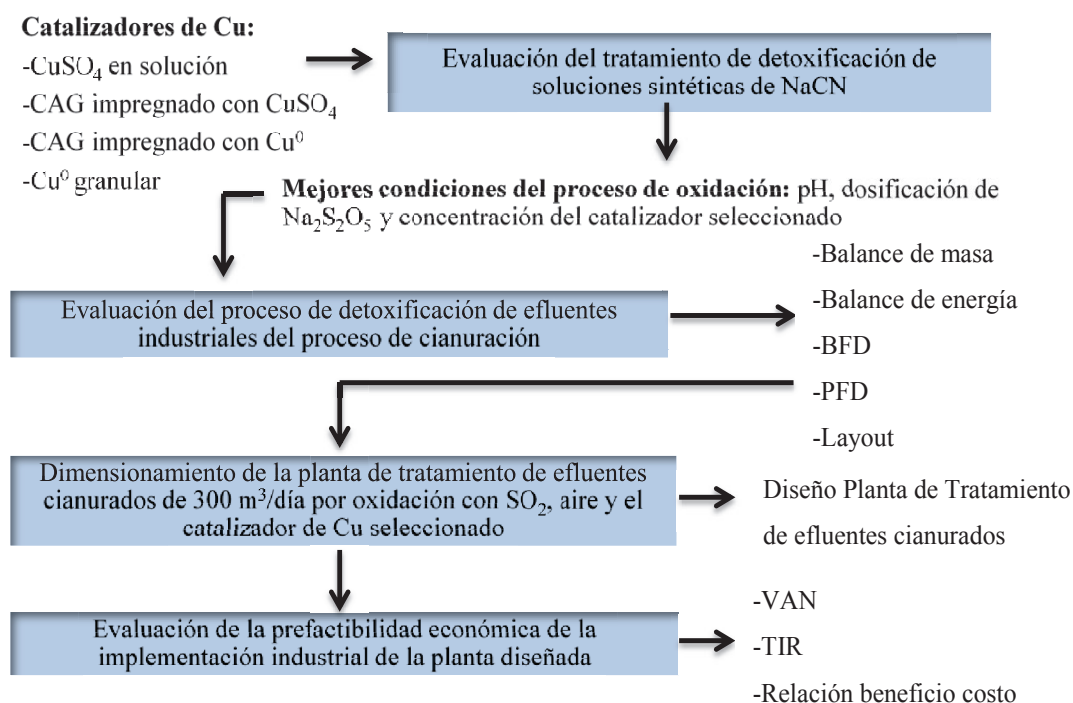 Catalizadores de Cu:
-CuSO₄ en solución
-CAG impregnado con CuSO₄
-CAG impregnado con Cu⁰
-Cu⁰ granular
Evaluación del tratamiento de detoxificación de
soluciones sintéticas de NaCN
Mejores condiciones del proceso de oxidación: pH, dosificación de
Na₂S₂O₅ y concentración del catalizador seleccionado
Evaluación del proceso de detoxificación de efluentes
industriales del proceso de cianuración
-Balance de masa
-Balance de energía
-BFD
-PFD
-Layout
Dimensionamiento de la planta de tratamiento de efluentes
cianurados de 300 m³/día por oxidación con SO₂, aire y el
catalizador de Cu seleccionado
Diseño Planta de Tratamiento
de efluentes cianurados
Evaluación de la prefactibilidad económica de la
implementación industrial de la planta diseñada
-VAN
-TIR
-Relación beneficio costo